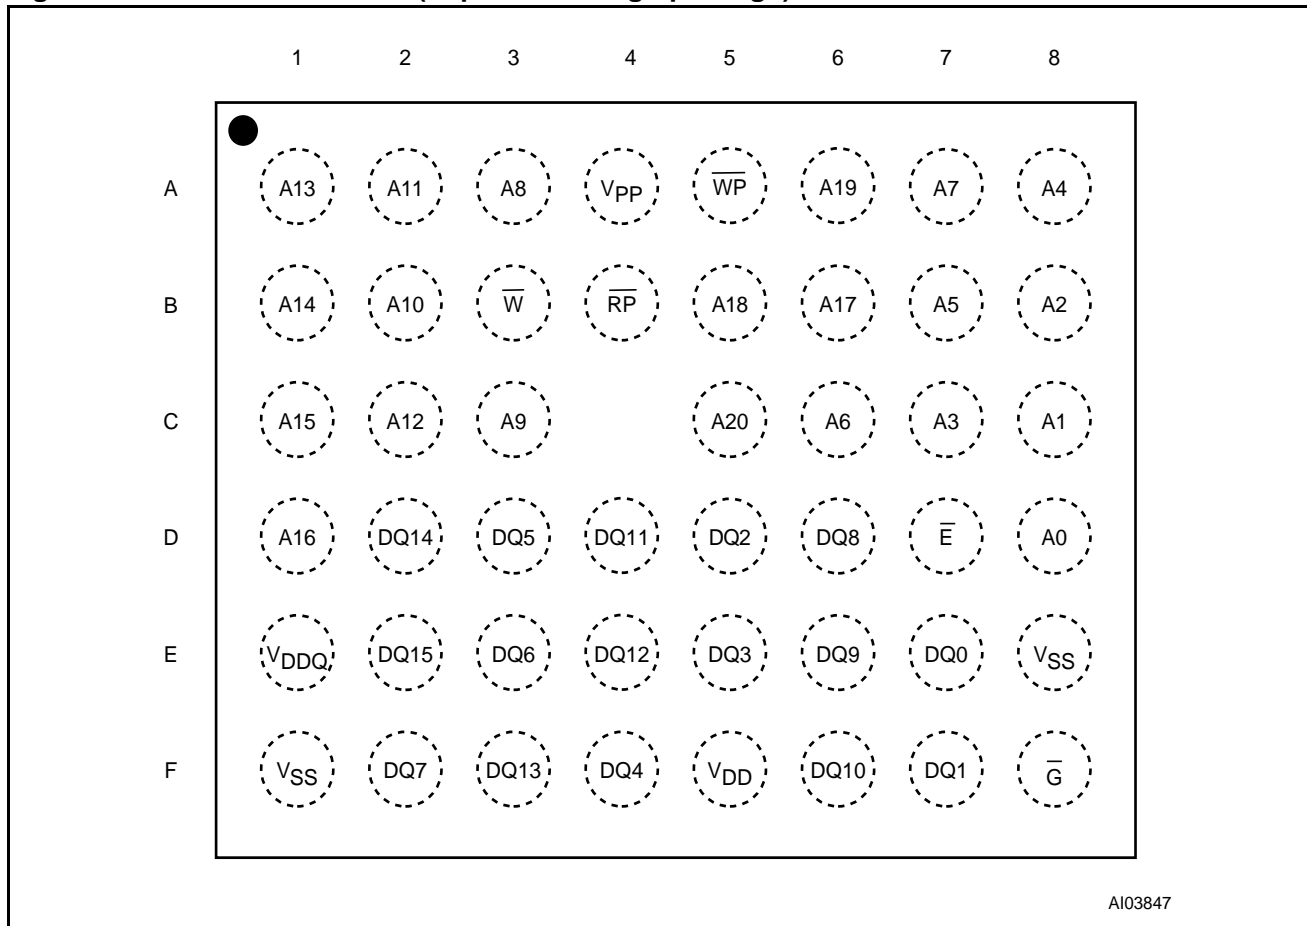 1 2 3 4 5 6 7 8
A A13 A11 A8 VPP W̅P̅ A19 A7 A4
B A14 A10 W̅ R̅P̅ A18 A17 A5 A2
C A15 A12 A9 A20 A6 A3 A1
D A16 DQ14 DQ5 DQ11 DQ2 DQ8 E̅ A0
E VDDQ DQ15 DQ6 DQ12 DQ3 DQ9 DQ0 VSS
F VSS DQ7 DQ13 DQ4 VDD DQ10 DQ1 G̅
AI03847